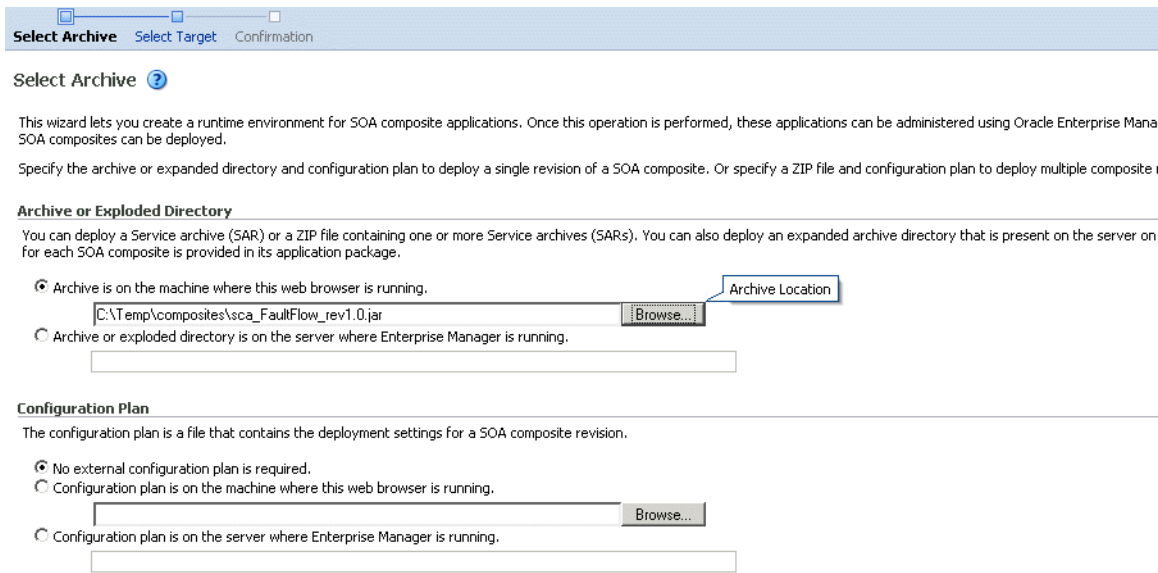 Select Archive Select Target Confirmation
Select Archive ?
This wizard lets you create a runtime environment for SOA composite applications. Once this operation is performed, these applications can be administered using Oracle Enterprise Mana
SOA composites can be deployed.
Specify the archive or expanded directory and configuration plan to deploy a single revision of a SOA composite. Or specify a ZIP file and configuration plan to deploy multiple composite
Archive or Exploded Directory
You can deploy a Service archive (SAR) or a ZIP file containing one or more Service archives (SARs). You can also deploy an expanded archive directory that is present on the server on
for each SOA composite is provided in its application package.
Archive is on the machine where this web browser is running.
Archive Location
C:\Temp\composites\sca_FaultFlow_rev1.0.jar Browse...
Archive or exploded directory is on the server where Enterprise Manager is running.
Configuration Plan
The configuration plan is a file that contains the deployment settings for a SOA composite revision.
No external configuration plan is required.
Configuration plan is on the machine where this web browser is running.
Browse...
Configuration plan is on the server where Enterprise Manager is running.